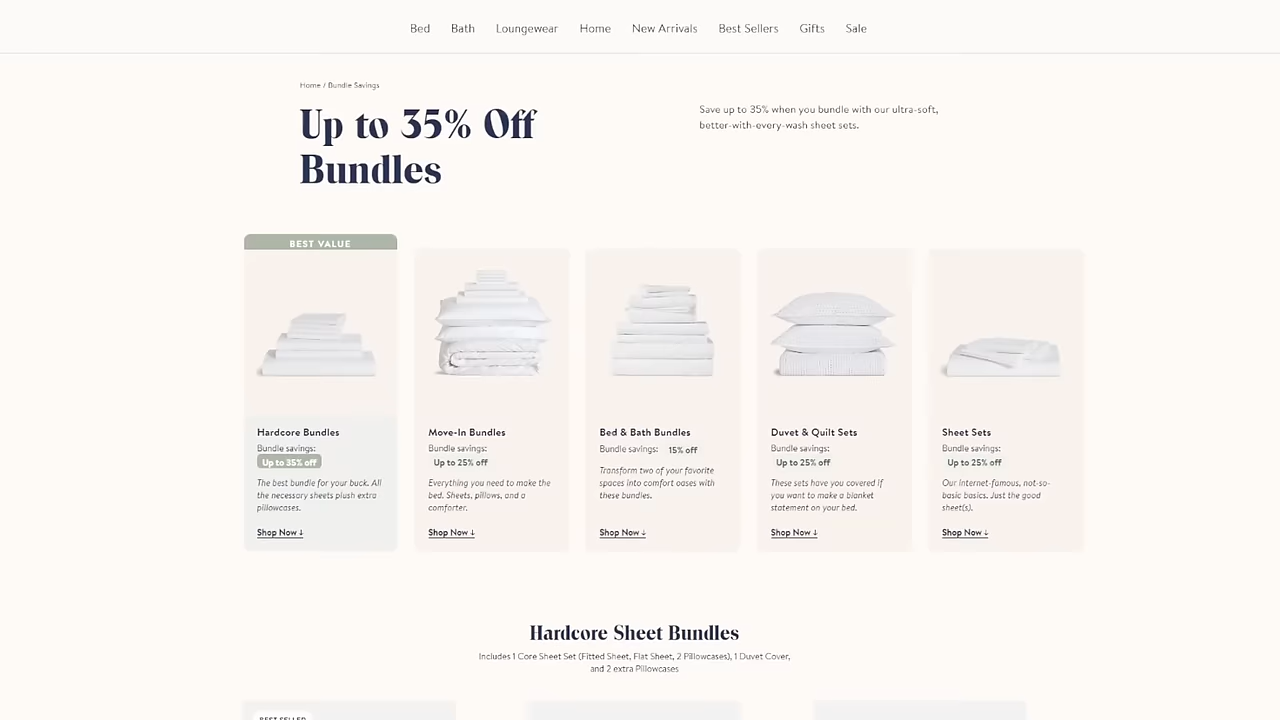 Bed Bath Loungewear Home New Arrivals Best Sellers Gifts Sale
Home / Bundle Savings
Up to 35% Off
Bundles
Save up to 35% when you bundle with our ultra-soft,
better-with-every-wash sheet sets.
BEST VALUE
Hardcore Bundles
Bundle savings:
Up to 35% off
The best bundle for your buck. All
the necessary sheets plush extra
pillowcases.
Shop Now ↓
Move-In Bundles
Bundle savings:
Up to 25% off
Everything you need to make the
bed. Sheets, pillows, and a
comforter.
Shop Now ↓
Bed & Bath Bundles
Bundle savings: 15% off
Transform two of your favorite
spaces into comfort oases with
these bundles.
Shop Now ↓
Duvet & Quilt Sets
Bundle savings:
Up to 25% off
These sets have you covered if
you want to make a blanket
statement on your bed.
Shop Now ↓
Sheet Sets
Bundle savings:
Up to 25% off
Our internet-famous, not-so-
basic basics. Just the good
sheet(s).
Shop Now ↓
Hardcore Sheet Bundles
Includes 1 Core Sheet Set (Fitted Sheet, Flat Sheet, 2 Pillowcases), 1 Duvet Cover,
and 2 extra Pillowcases
BEST SELLER